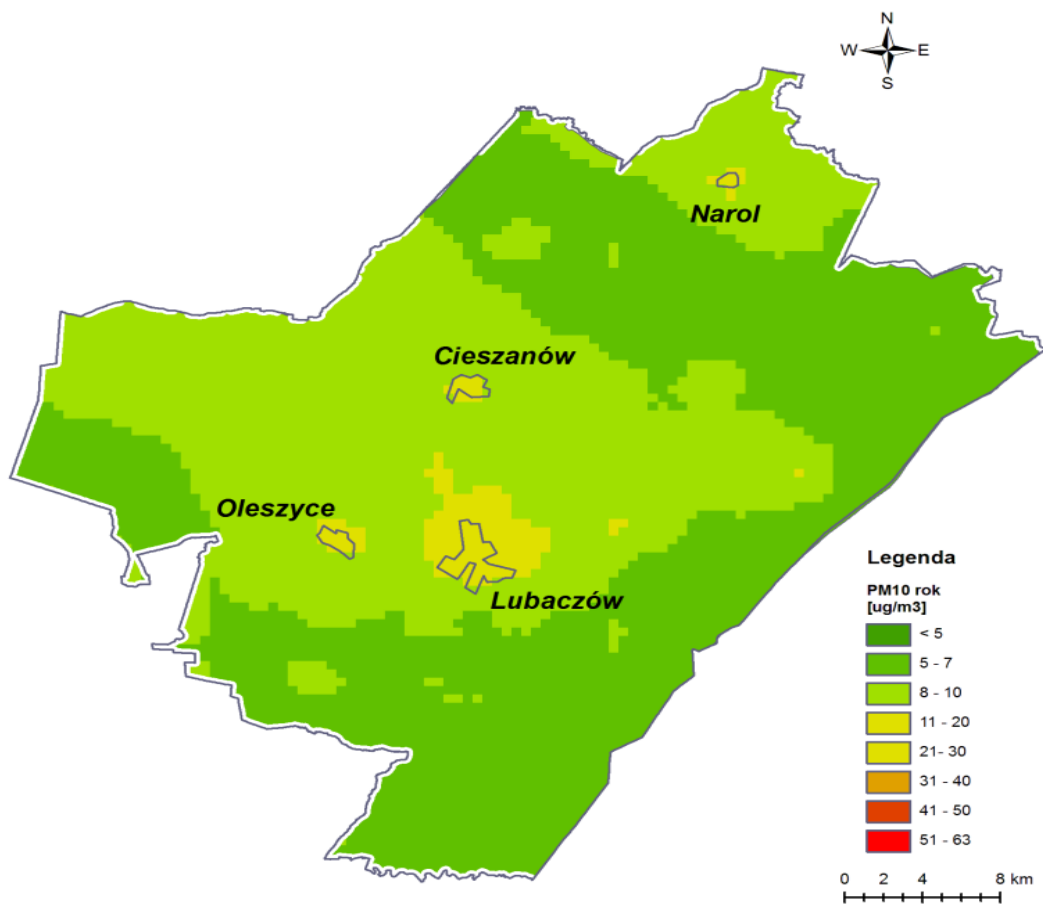 N
W E
S
Narol
Cieszanów
Oleszyce
Lubaczów
Legenda
PM10 rok
[ug/m3]
< 5
5 - 7
8 - 10
11 - 20
21- 30
31 - 40
41 - 50
51 - 63
0 2 4 8 km